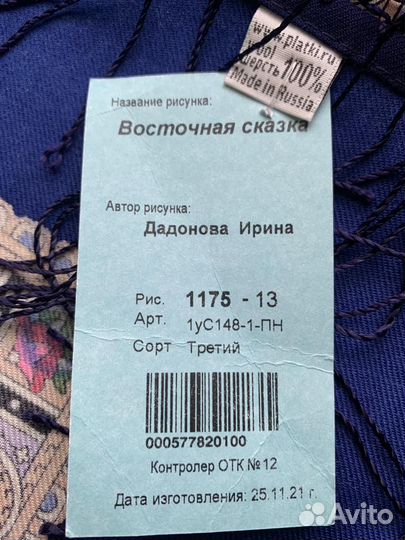 www.platki.ru
wool 100%
шерсть
Made in Russia
Название рисунка:
Восточная сказка
Автор рисунка:
Дадонова Ирина
Рис. 1175 - 13
Арт. 1уС148-1-ПН
Сорт Третий
000577820100
Контролер ОТК №12
Дата изготовления: 25.11.21 г.
Avito